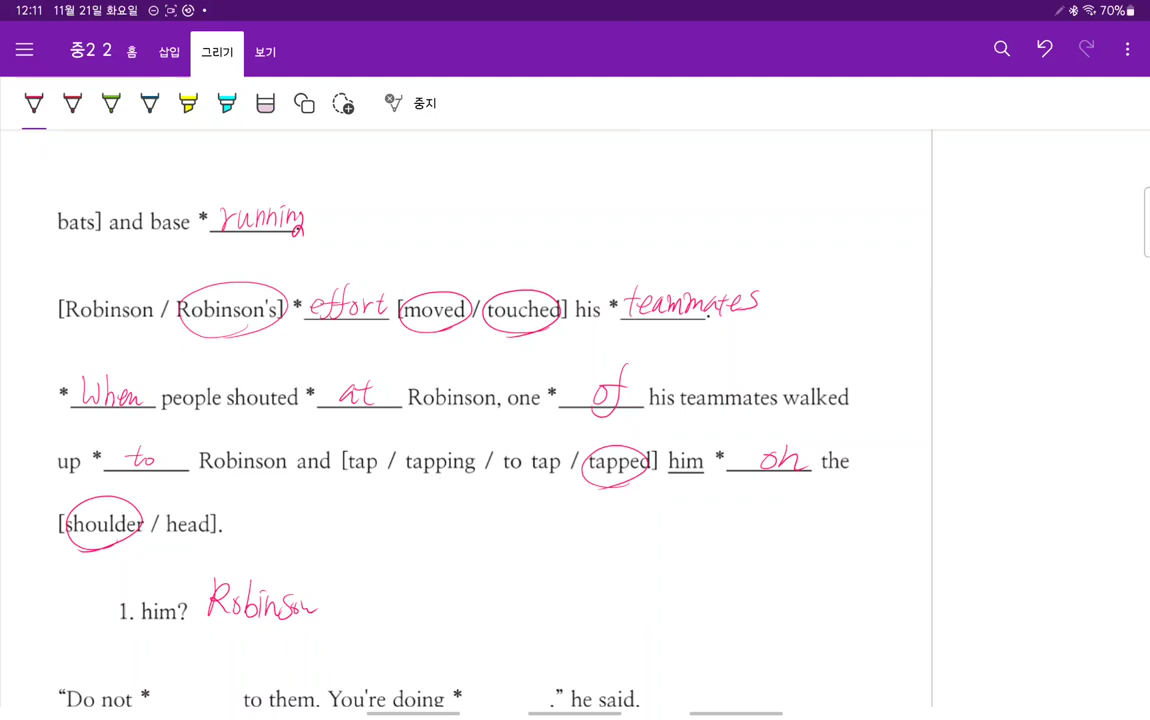 12:11 11월 21일 화요일 70%
중2 2 홈 삽입 그리기 보기
중지
bats] and base * running
[Robinson / Robinson's] * effort [moved / touched] his * teammates.
* When people shouted * at Robinson, one * of his teammates walked
up * to Robinson and [tap / tapping / to tap / tapped] him * on the
[shoulder / head].
1. him? Robinson
“Do not * to them. You're doing * .” he said.